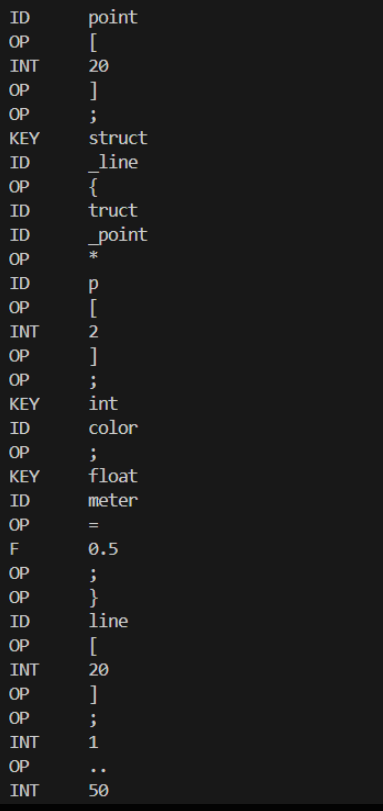 ID point
OP [
INT 20
OP ]
OP ;
KEY struct
ID _line
OP {
ID truct
ID _point
OP *
ID p
OP [
INT 2
OP ]
OP ;
KEY int
ID color
OP ;
KEY float
ID meter
OP =
F 0.5
OP ;
OP }
ID line
OP [
INT 20
OP ]
OP ;
INT 1
OP ..
INT 50